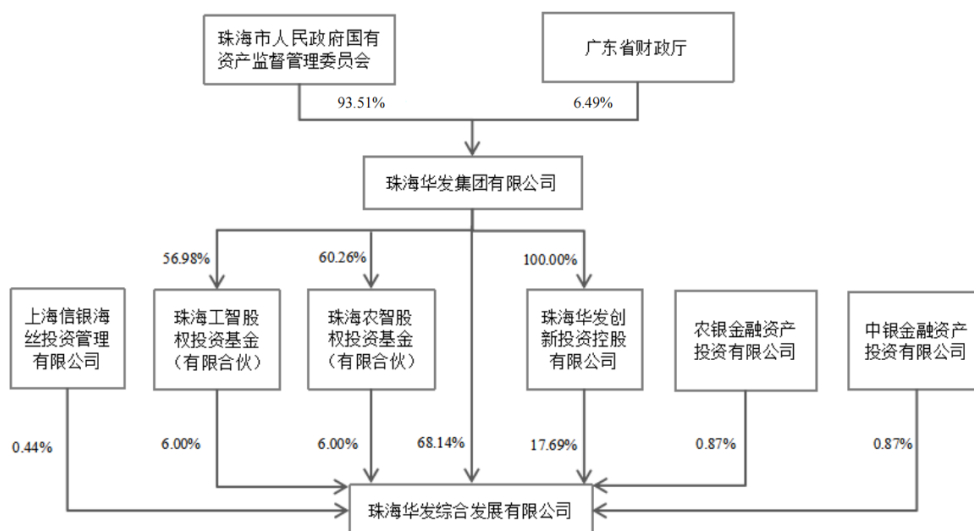 珠海市人民政府国有
资产监督管理委员会
广东省财政厅
93.51%
6.49%
珠海华发集团有限公司
56.98%
60.26%
100.00%
上海信银海
丝投资管理
有限公司
珠海工智股
权投资基金
（有限合伙）
珠海农智股
权投资基金
（有限合伙）
珠海华发创
新投资控股
有限公司
农银金融资产
投资有限公司
中银金融资产
投资有限公司
0.44%
6.00%
6.00%
68.14%
17.69%
0.87%
0.87%
珠海华发综合发展有限公司